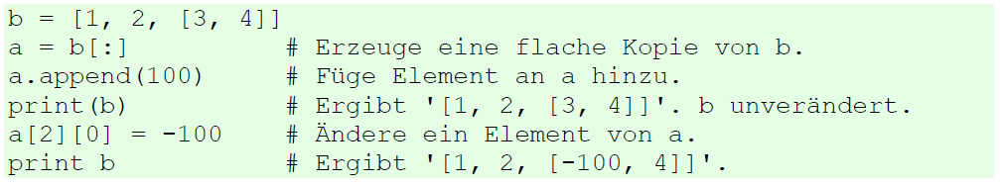 b = [1, 2, [3, 4]]
a = b[:]           # Erzeuge eine flache Kopie von b.
a.append(100)      # Füge Element an a hinzu.
print(b)           # Ergibt '[1, 2, [3, 4]]'. b unverändert.
a[2][0] = -100     # Ändere ein Element von a.
print b            # Ergibt '[1, 2, [-100, 4]]'.